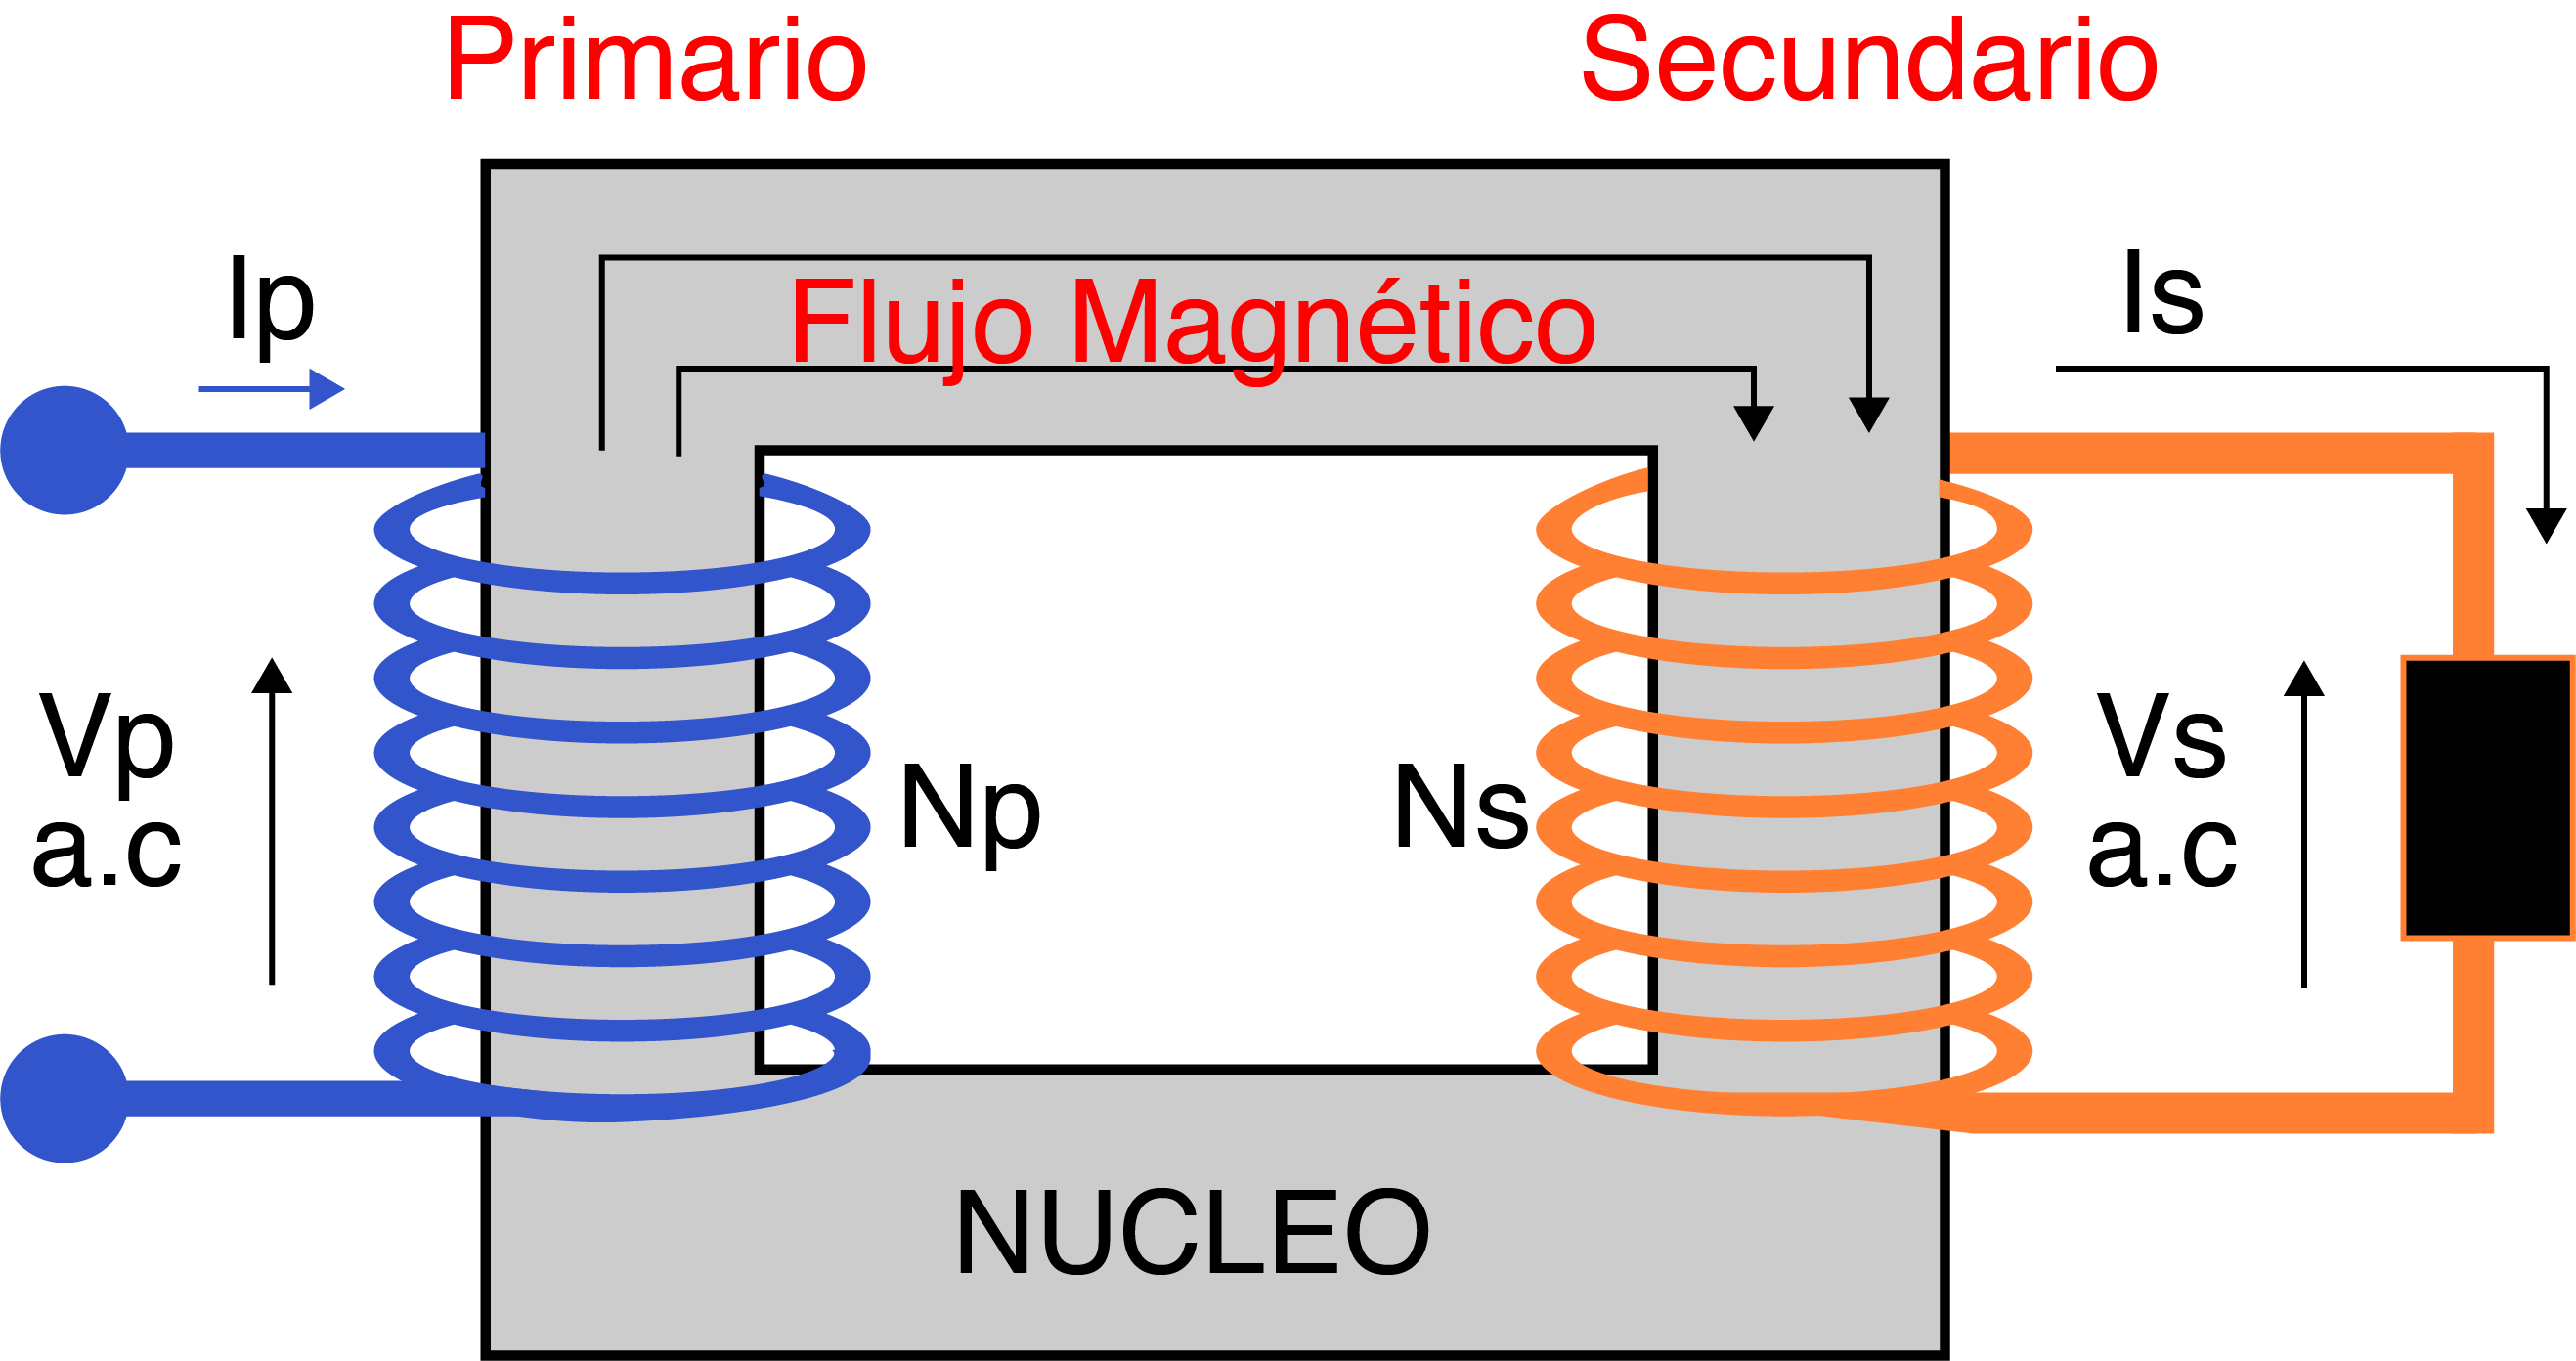 Primario
Secundario
Ip
Flujo Magnético
Is
Vp
a.c
Np
Ns
Vs
a.c
NUCLEO